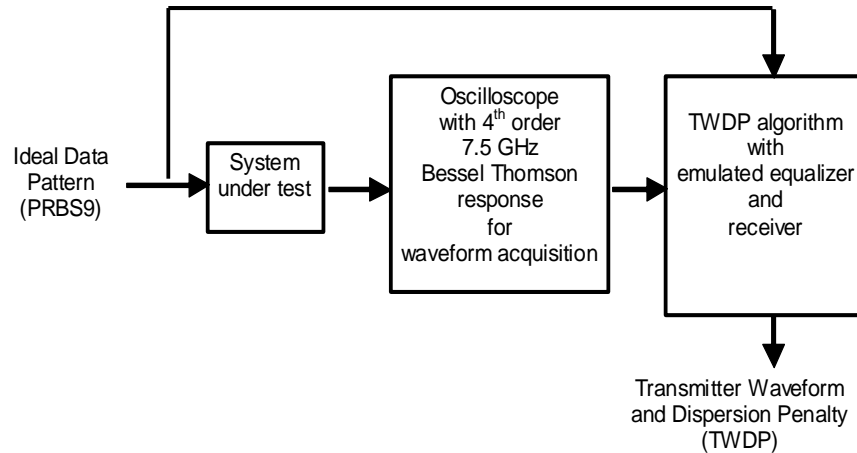 Ideal Data
Pattern
(PRBS9)
System
under test
Oscilloscope
with 4th order
7.5 GHz
Bessel Thomson
response
for
waveform acquisition
TWDP algorithm
with
emulated equalizer
and
receiver
Transmitter Waveform
and Dispersion Penalty
(TWDP)